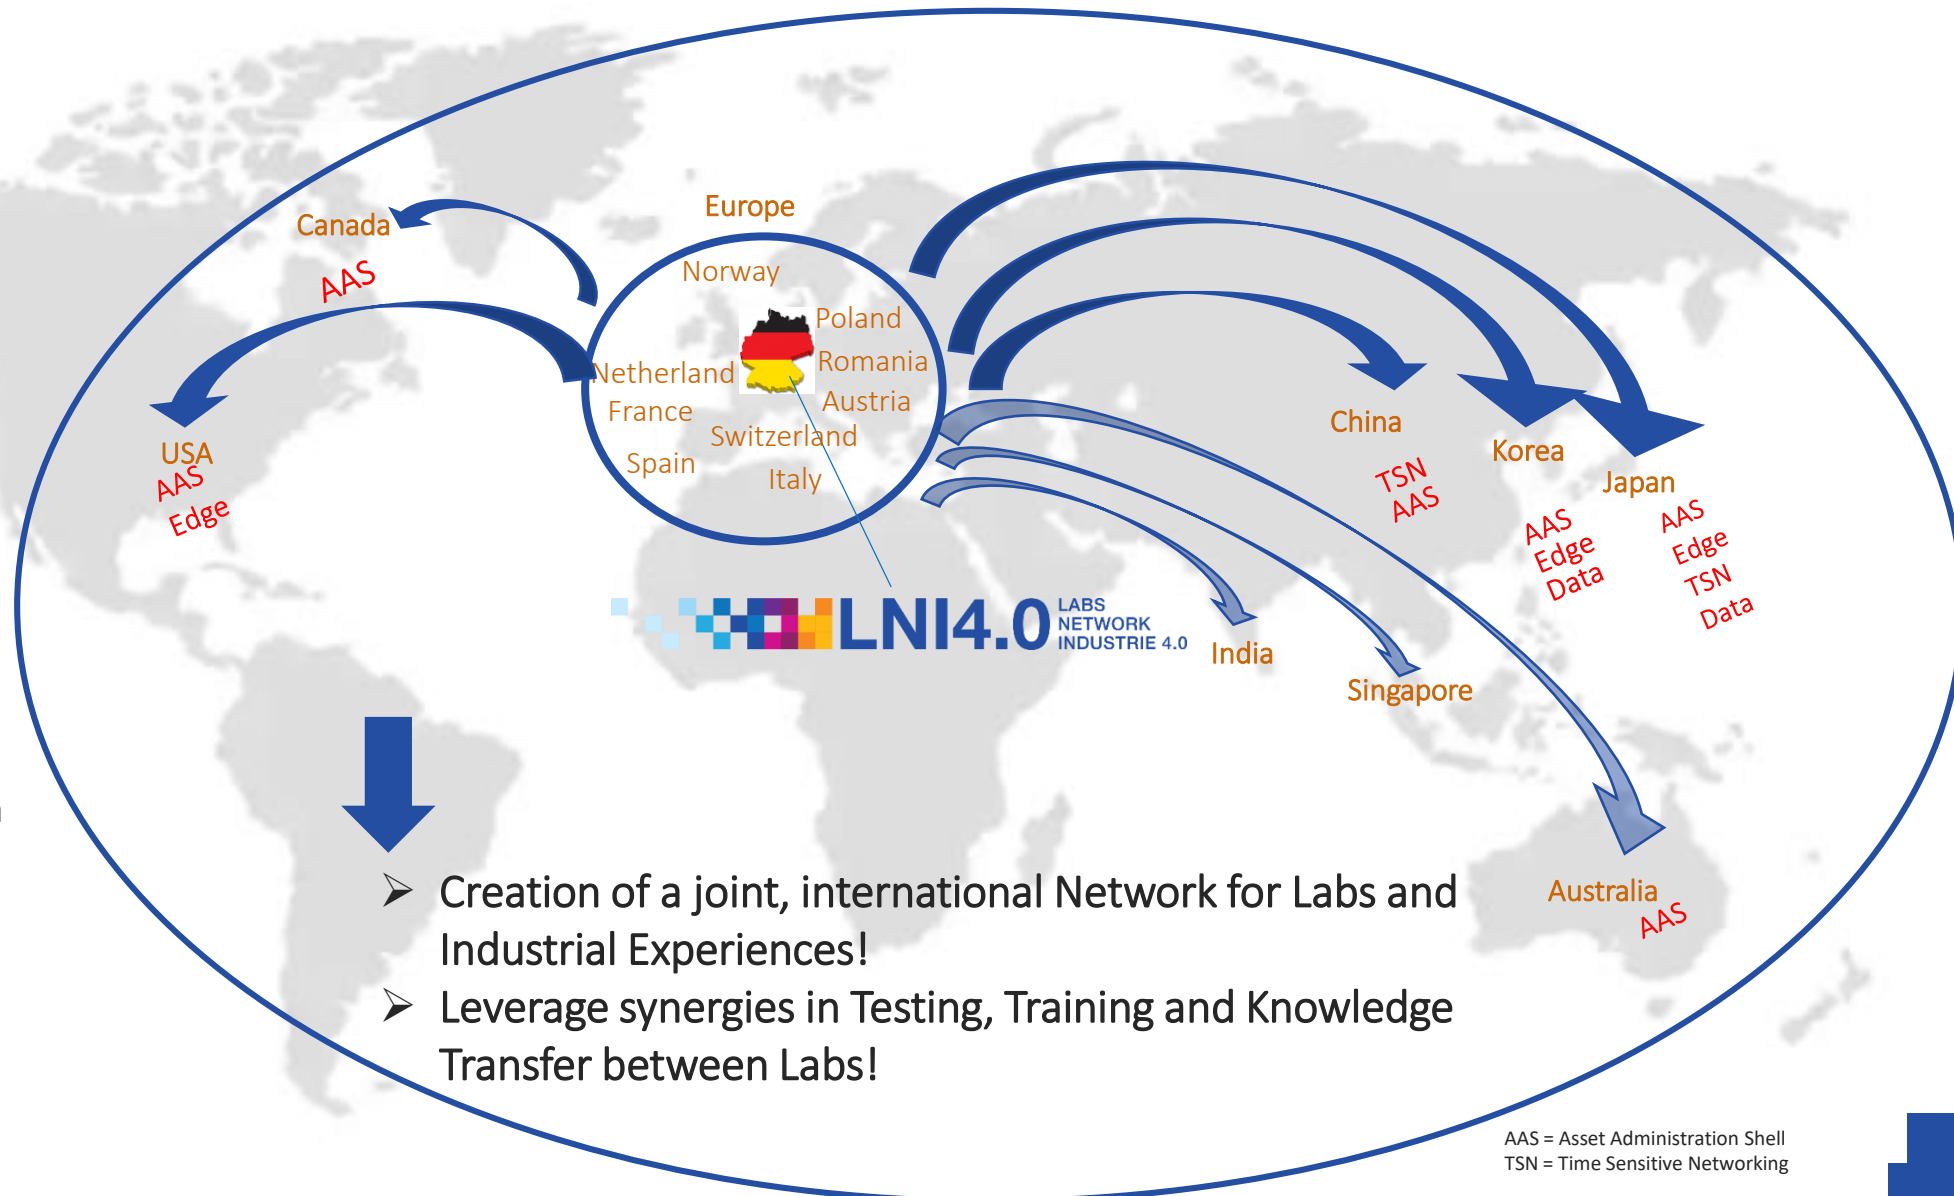 Europe
Canada
AAS
Norway
Poland
Netherland
Romania
France
Austria
Switzerland
Spain
Italy
USA
AAS
Edge
China
TSN
AAS
Korea
AAS
Edge
Data
Japan
AAS
Edge
TSN
Data
LNI4.0
LABS
NETWORK
INDUSTRIE 4.0
India
Singapore
Australia
AAS
➢ Creation of a joint, international Network for Labs and
Industrial Experiences!
➢ Leverage synergies in Testing, Training and Knowledge
Transfer between Labs!
AAS = Asset Administration Shell
TSN = Time Sensitive Networking